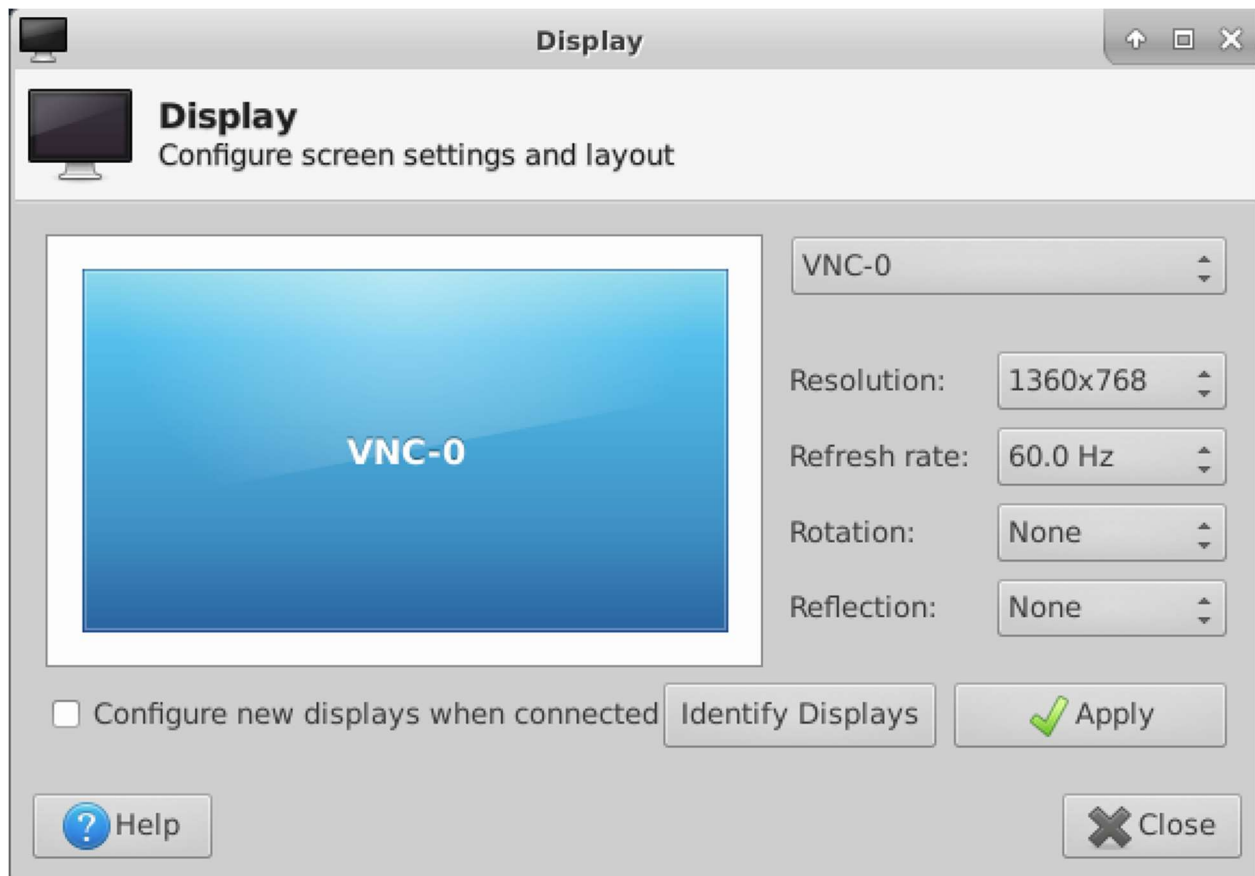 Display
Display
Configure screen settings and layout
VNC-0
VNC-0
Resolution: 1360x768
Refresh rate: 60.0 Hz
Rotation: None
Reflection: None
Configure new displays when connected Identify Displays Apply
? Help Close